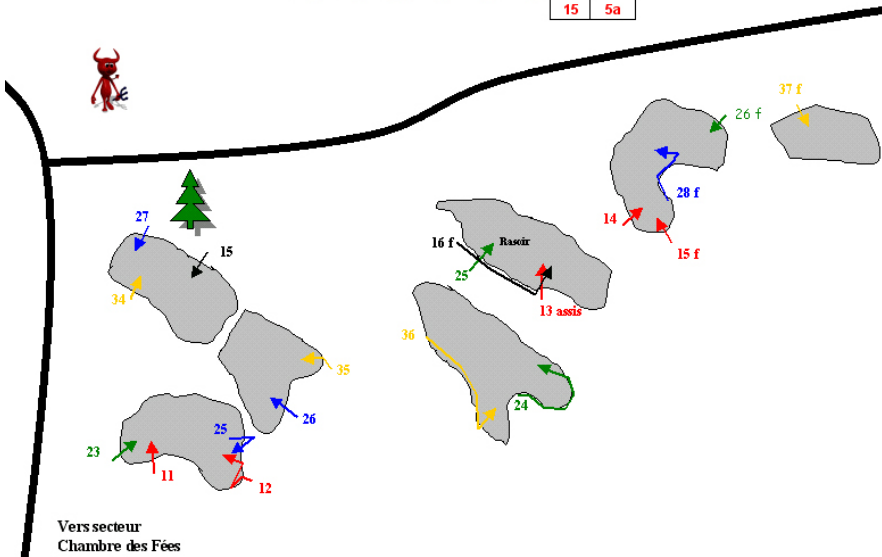 15 5a
37 f
26 f
28 f
14
15 f
27
15
34
16 f
Rasoir
25
13 assis
36
35
24
26
25
23
11
12
Vers secteur
Chambre des Fées